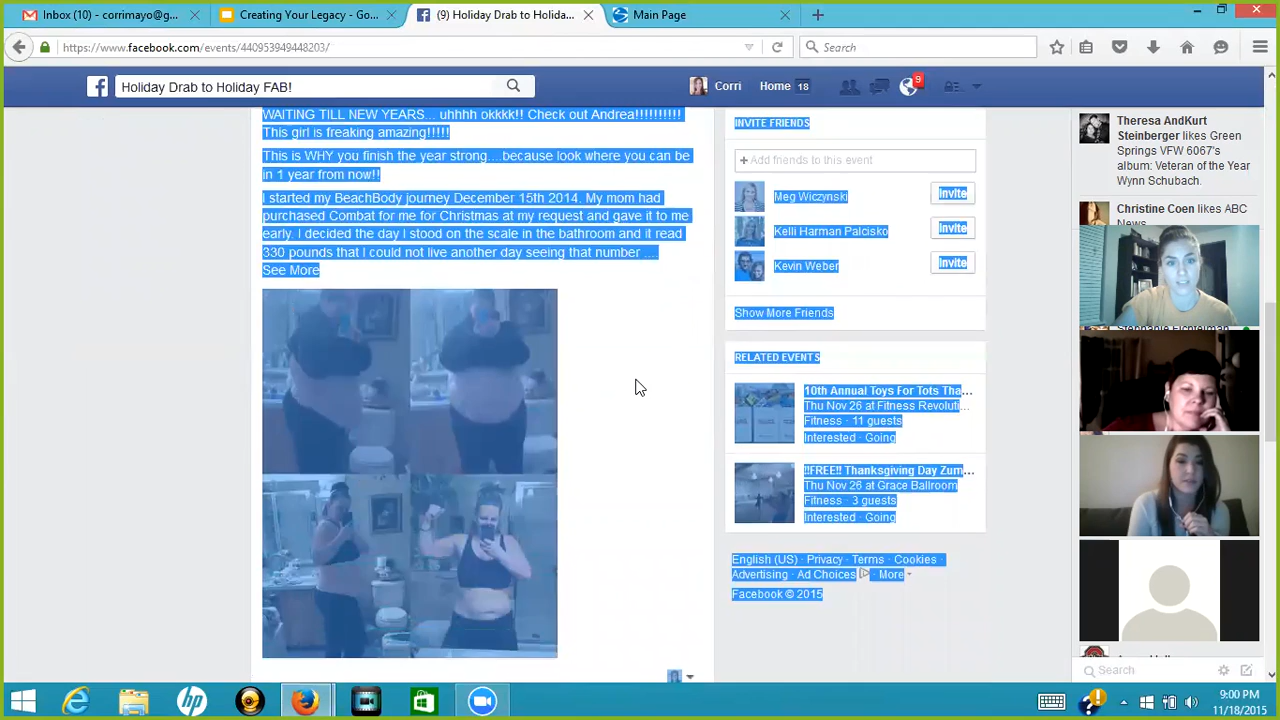 Inbox (10) - corrimayo@g...
Creating Your Legacy - Go...
(9) Holiday Drab to Holida...
Main Page
https://www.facebook.com/events/440953949448203/
Search
Holiday Drab to Holiday FAB!
Corri
Home 18
9
WAITING TILL NEW YEARS... uhhhh okkkk!! Check out Andrea!!!!!!!!!!
This girl is freaking amazing!!!!!
This is WHY you finish the year strong....because look where you can be
in 1 year from now!!
I started my BeachBody journey December 15th 2014. My mom had
purchased Combat for me for Christmas at my request and gave it to me
early. I decided the day I stood on the scale in the bathroom and it read
330 pounds that I could not live another day seeing that number ....
See More
INVITE FRIENDS
+ Add friends to this event
Meg Wiczynski
Invite
Kelli Harman Palcisko
Invite
Kevin Weber
Invite
Show More Friends
RELATED EVENTS
10th Annual Toys For Tots Tha...
Thu Nov 26 at Fitness Revoluti...
Fitness · 11 guests
Interested · Going
!!FREE!! Thanksgiving Day Zum...
Thu Nov 26 at Grace Ballroom
Fitness · 3 guests
Interested · Going
English (US) · Privacy · Terms · Cookies ·
Advertising · Ad Choices · More
Facebook © 2015
Theresa AndKurt
Steinberger likes Green
Springs VFW 6067's
album: Veteran of the Year
Wynn Schubach.
Christine Coen likes ABC
Search
9:00 PM
11/18/2015